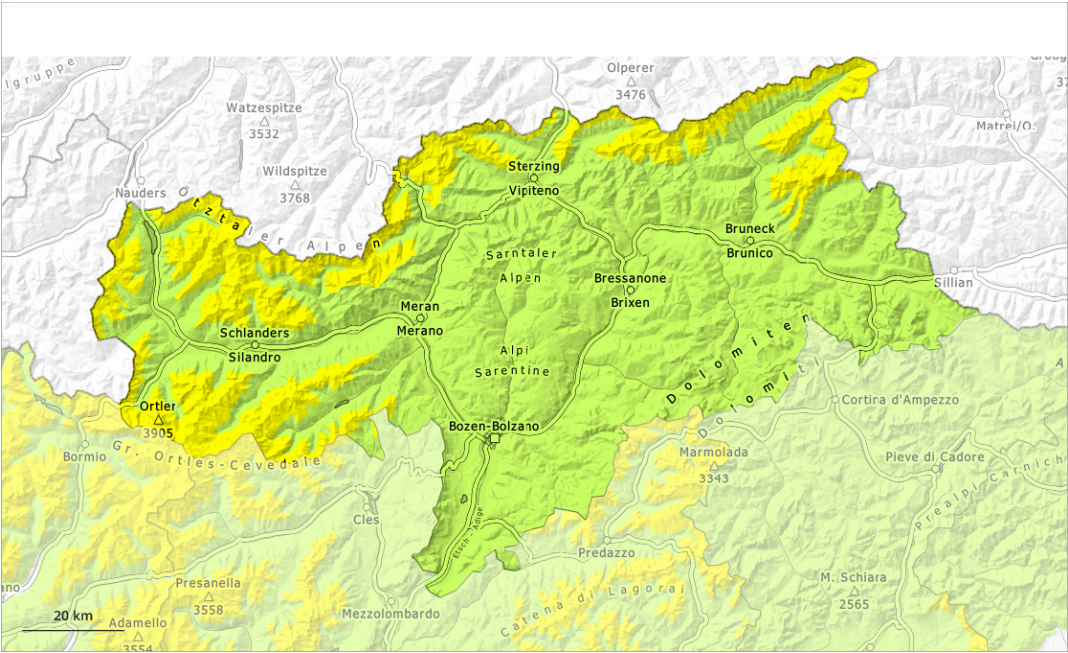 Olperer
3476
lgruppe
Watzespitze
3532
Matrei/O.
Wildspitze
3768
Nauders
Sterzing
Vipiteno
Ötztaler Alpen
Bruneck
Brunico
Sarntaler
Alpen
Bressanone
Brixen
Sillian
Meran
Merano
Schlanders
Silandro
Alpi
Sarentine
Dolomiten
Dolomiti
Ortler
3905
Cortina d'Ampezzo
Bozen-Bolzano
Bormio
Gr. Ortles-Cevedale
Marmolada
3343
Pieve di Cadore
Prealpi Carnich
Cles
Etsch - Adige
Predazzo
Presanella
3558
M. Schiara
2565
Catena di Lagorai
Mezzolombardo
Adamello
3554
20 km